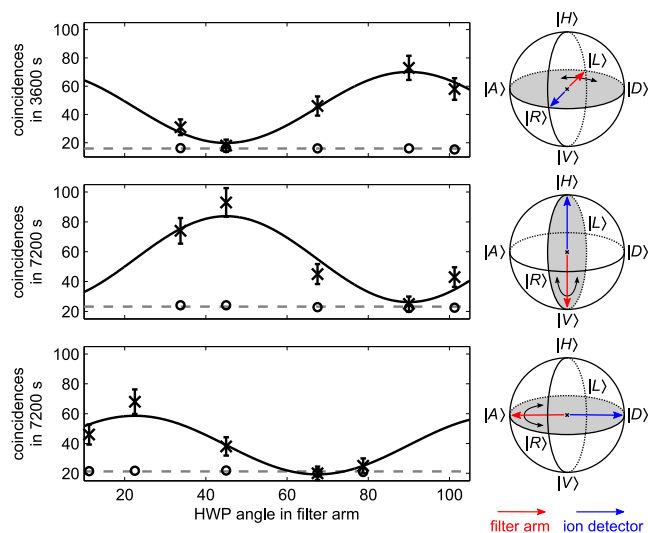 coincidences
in 3600 s
100
80
60
40
20
|H⟩
|L⟩
|A⟩
|D⟩
|R⟩
|V⟩
coincidences
in 7200 s
100
80
60
40
20
|H⟩
|L⟩
|A⟩
|D⟩
|R⟩
|V⟩
coincidences
in 7200 s
100
80
60
40
20
20
40
60
80
100
HWP angle in filter arm
|H⟩
|L⟩
|A⟩
|D⟩
|R⟩
|V⟩
filter arm
ion detector